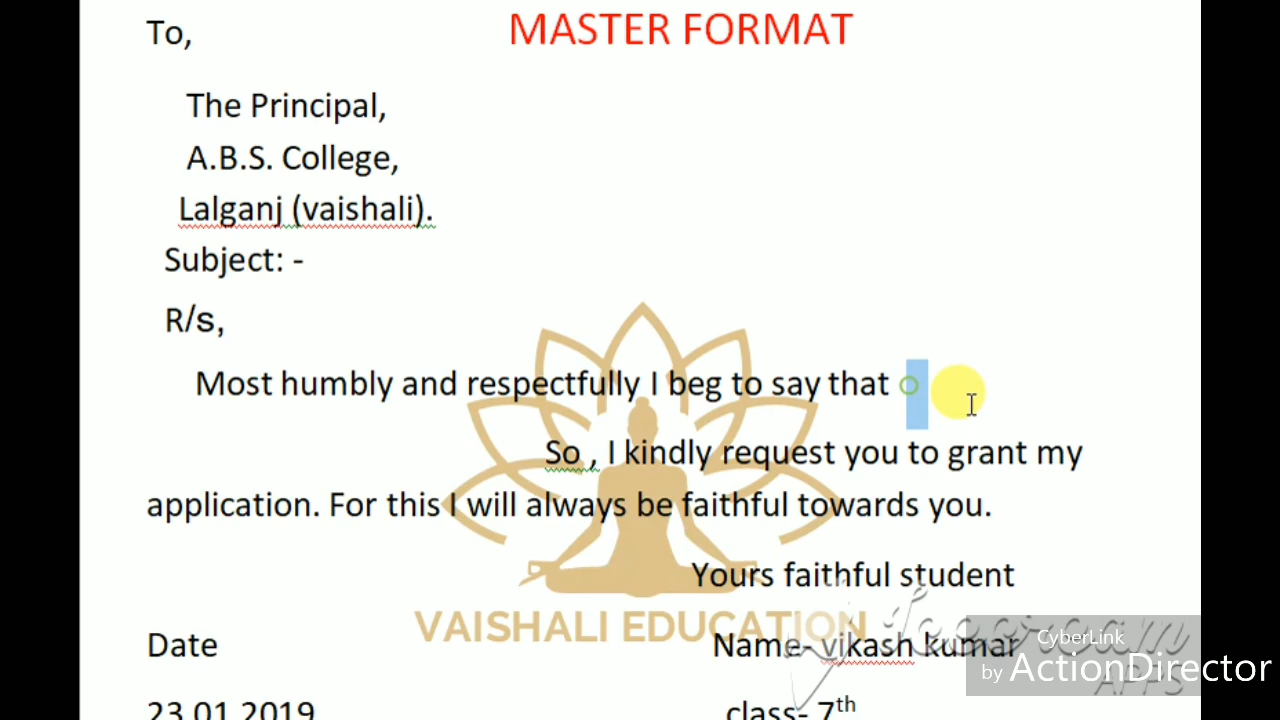 To,
MASTER FORMAT
The Principal,
A.B.S. College,
Lalganj (vaishali).
Subject: -
R/s,
Most humbly and respectfully I beg to say that
So , I kindly request you to grant my
application. For this I will always be faithful towards you.
Yours faithful student
VAISHALI EDUCATION
Date
Name- vikash kumar
CyberLink
by ActionDirector
APPS
23.01.2019
class- 7th